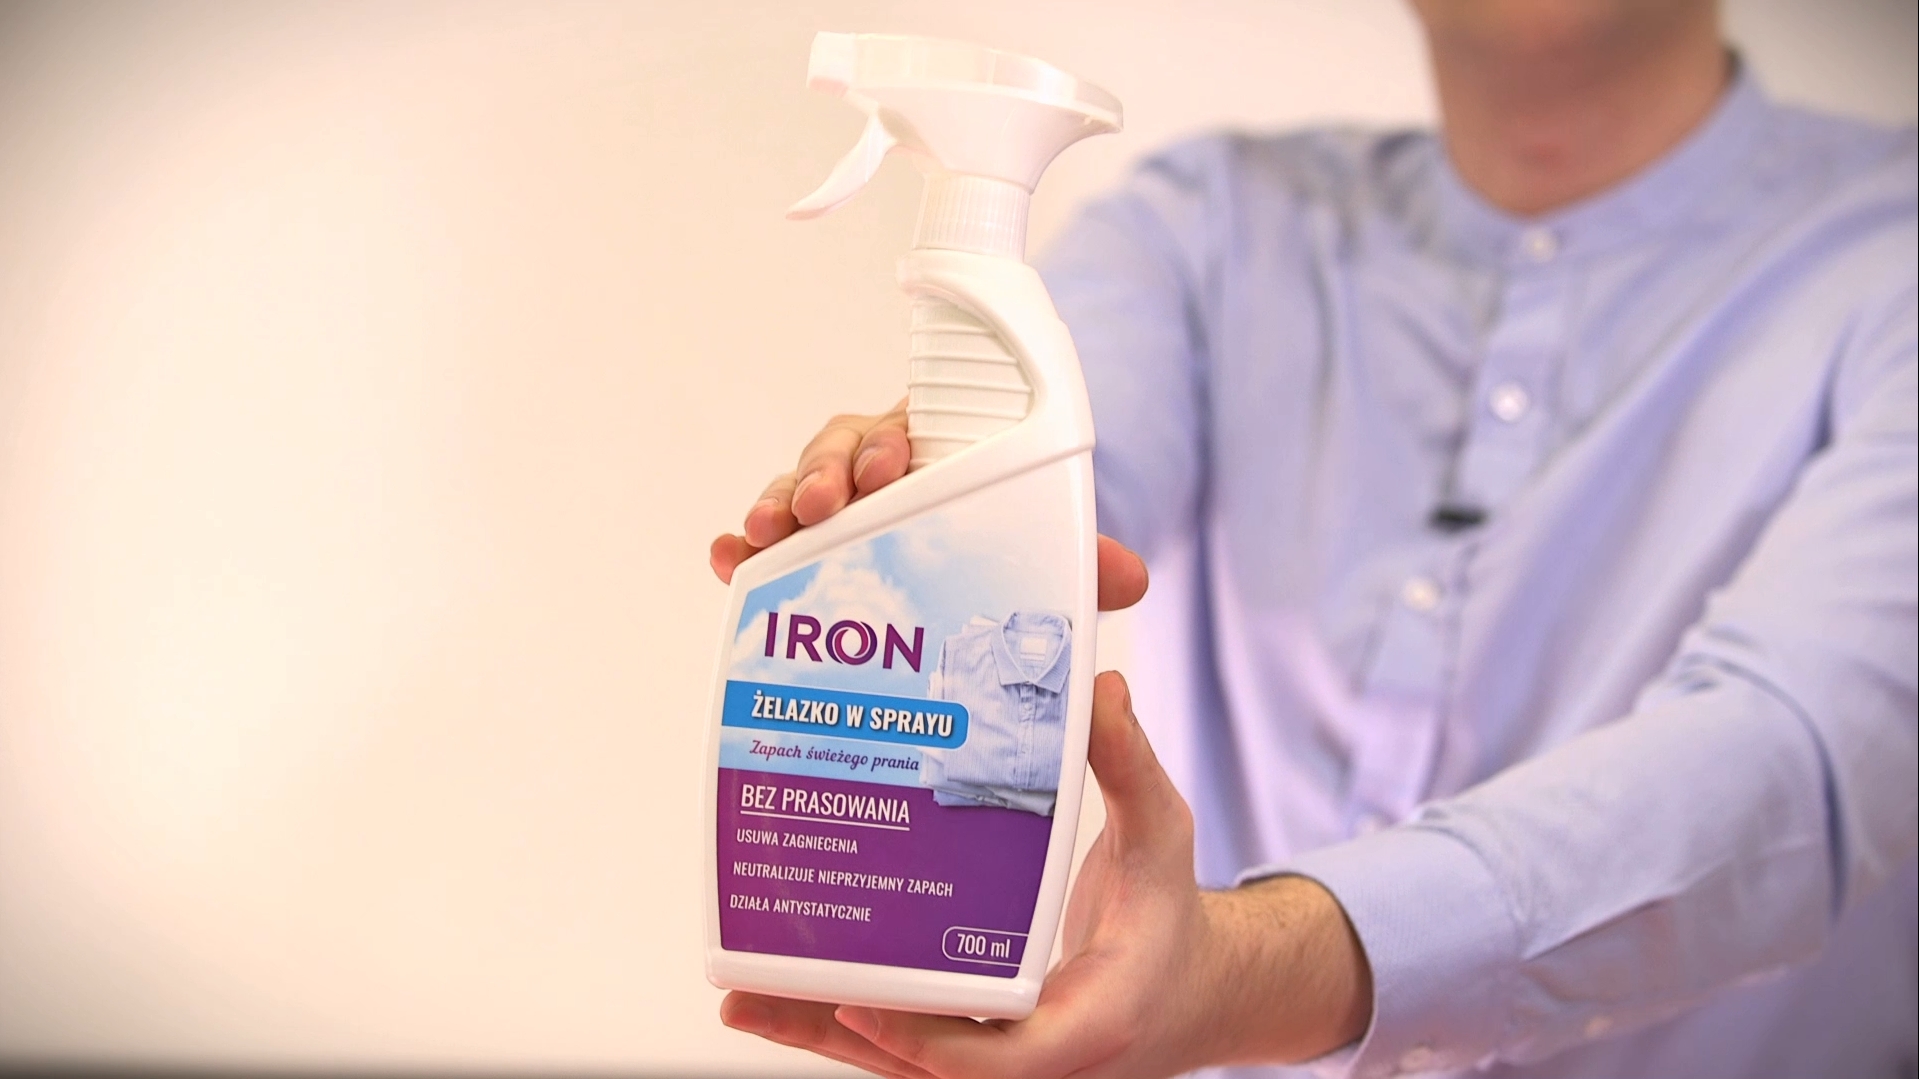 IRON
ŻELAZKO W SPRAYU
Zapach świeżego prania
BEZ PRASOWANIA
USUWA ZAGNIECENIA
NEUTRALIZUJE NIEPRZYJEMNY ZAPACH
DZIAŁA ANTYSTATYCZNIE
700 ml